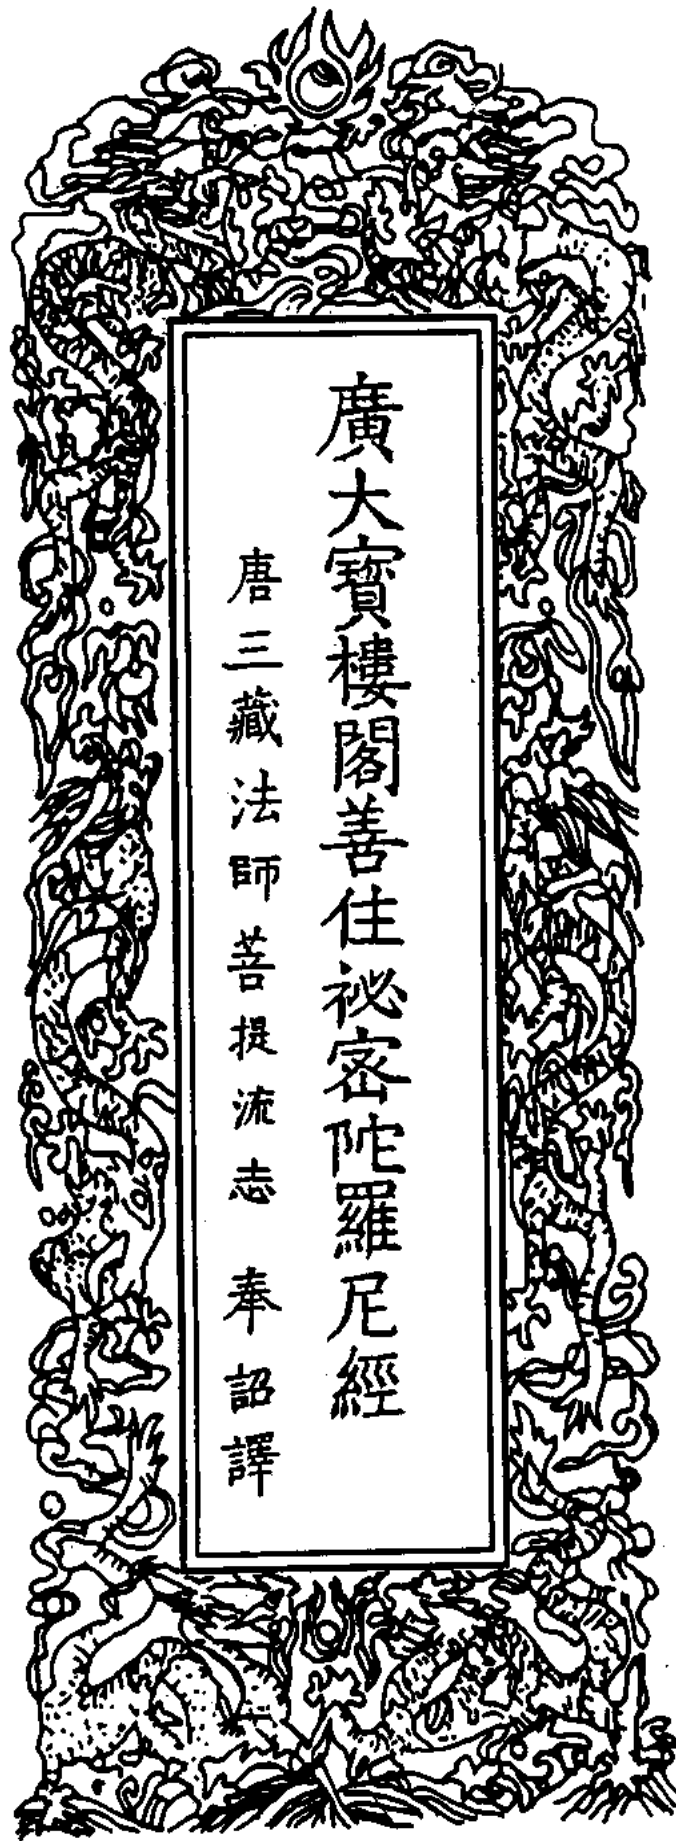 廣大寶樓閣善住祕密陀羅尼經
唐三藏法師菩提流志 奉詔譯